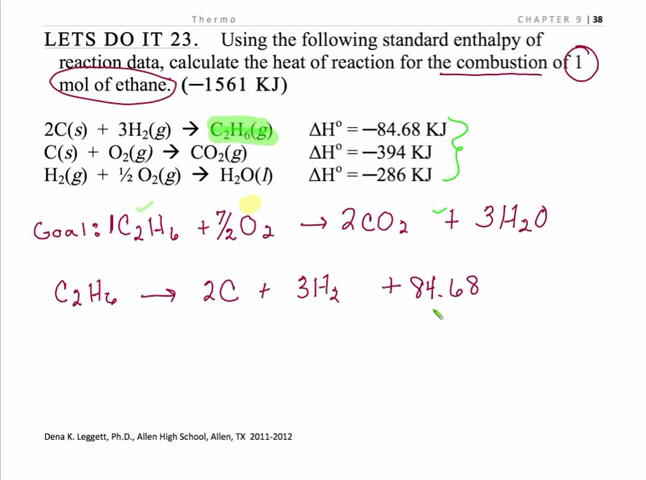 Thermo CHAPTER 9 | 38
LETS DO IT 23. Using the following standard enthalpy of
reaction data, calculate the heat of reaction for the combustion of 1
mol of ethane. (−1561 KJ)
2C(s) + 3H₂(g) → C₂H₆(g) ΔH° = −84.68 KJ
C(s) + O₂(g) → CO₂(g) ΔH° = −394 KJ
H₂(g) + ½ O₂(g) → H₂O(l) ΔH° = −286 KJ
Goal: 1C₂H₆ + 7/2 O₂ → 2CO₂ + 3H₂O
C₂H₆ → 2C + 3H₂ + 84.68
Dena K. Leggett, Ph.D., Allen High School, Allen, TX 2011-2012